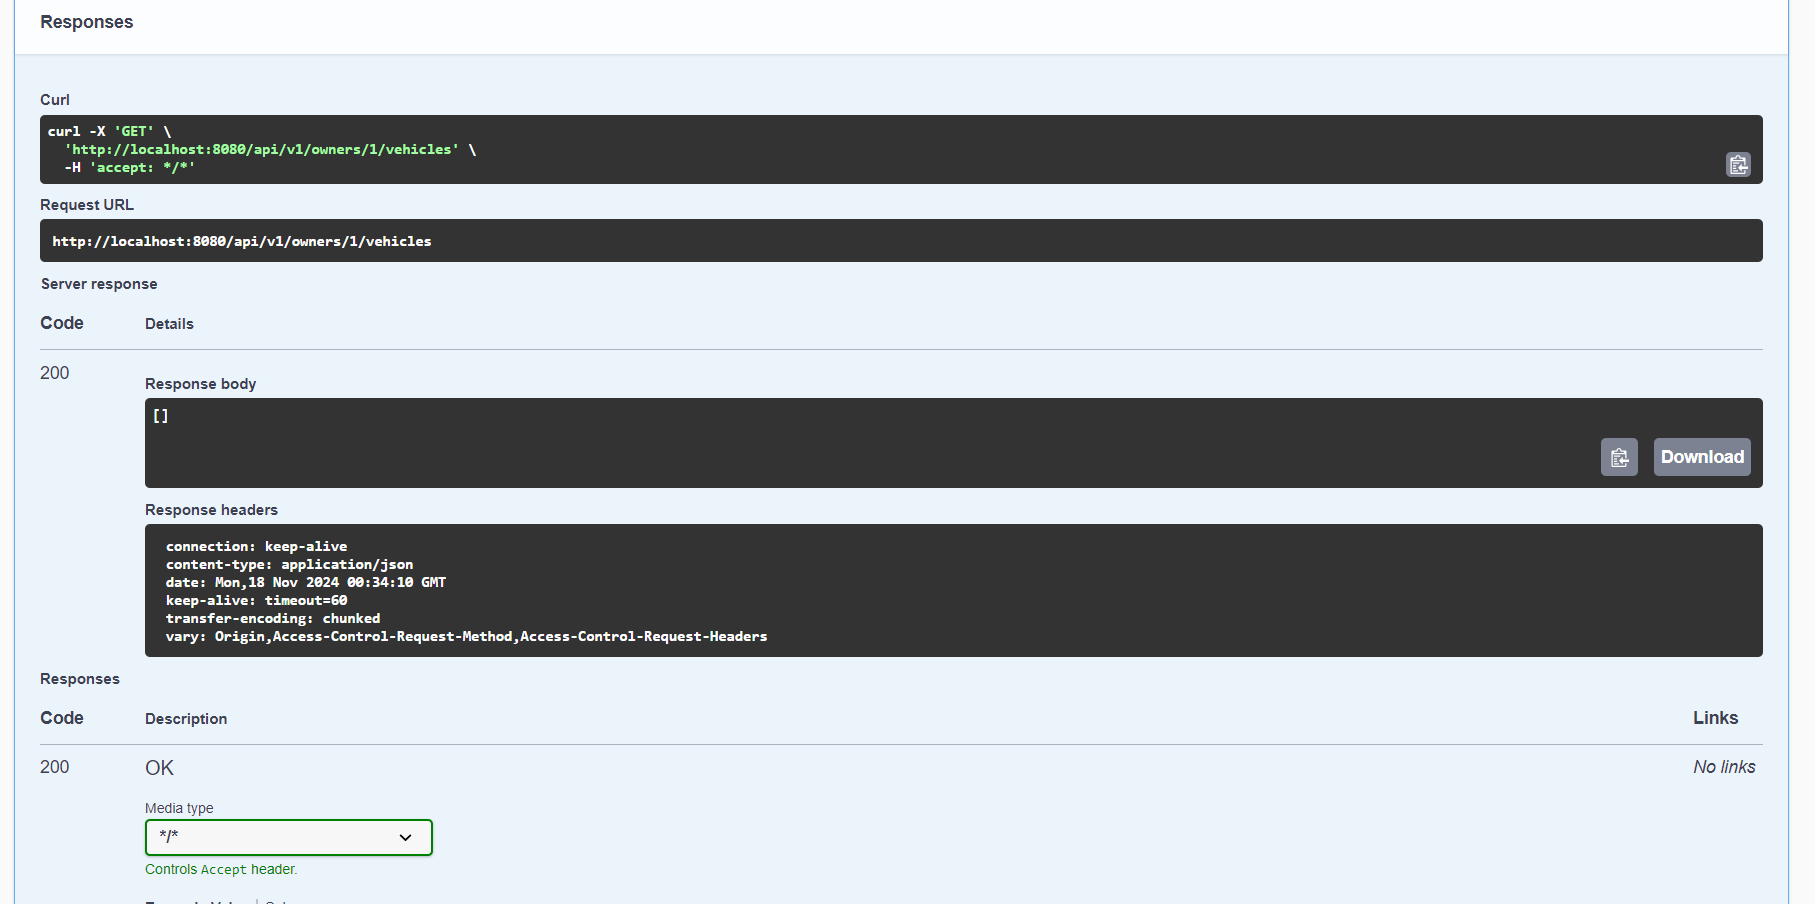 Responses
Curl
curl -X 'GET' \
'http://localhost:8080/api/v1/owners/1/vehicles' \
-H 'accept: */*'
Request URL
http://localhost:8080/api/v1/owners/1/vehicles
Server response
Code Details
200
Response body
[]
Download
Response headers
connection: keep-alive
content-type: application/json
date: Mon,18 Nov 2024 00:34:10 GMT
keep-alive: timeout=60
transfer-encoding: chunked
vary: Origin,Access-Control-Request-Method,Access-Control-Request-Headers
Responses
Code Description Links
200 OK No links
Media type
*/*
Controls Accept header.